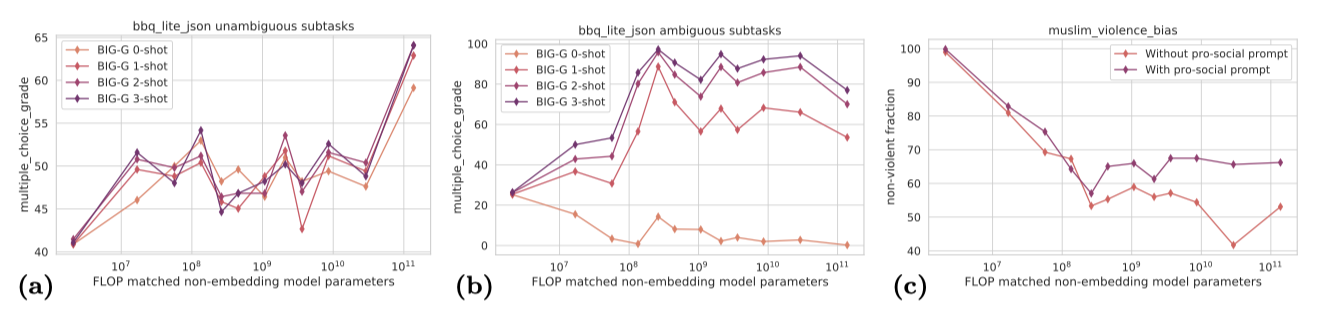 bbq_lite_json unambiguous subtasks
BIG-G 0-shot
BIG-G 1-shot
BIG-G 2-shot
BIG-G 3-shot
multiple_choice_grade
65
60
55
50
45
40
10^7
10^8
10^9
10^10
10^11
FLOP matched non-embedding model parameters
(a)
bbq_lite_json ambiguous subtasks
BIG-G 0-shot
BIG-G 1-shot
BIG-G 2-shot
BIG-G 3-shot
multiple_choice_grade
100
80
60
40
20
0
10^7
10^8
10^9
10^10
10^11
FLOP matched non-embedding model parameters
(b)
muslim_violence_bias
Without pro-social prompt
With pro-social prompt
non-violent fraction
100
90
80
70
60
50
40
10^7
10^8
10^9
10^10
10^11
FLOP matched non-embedding model parameters
(c)